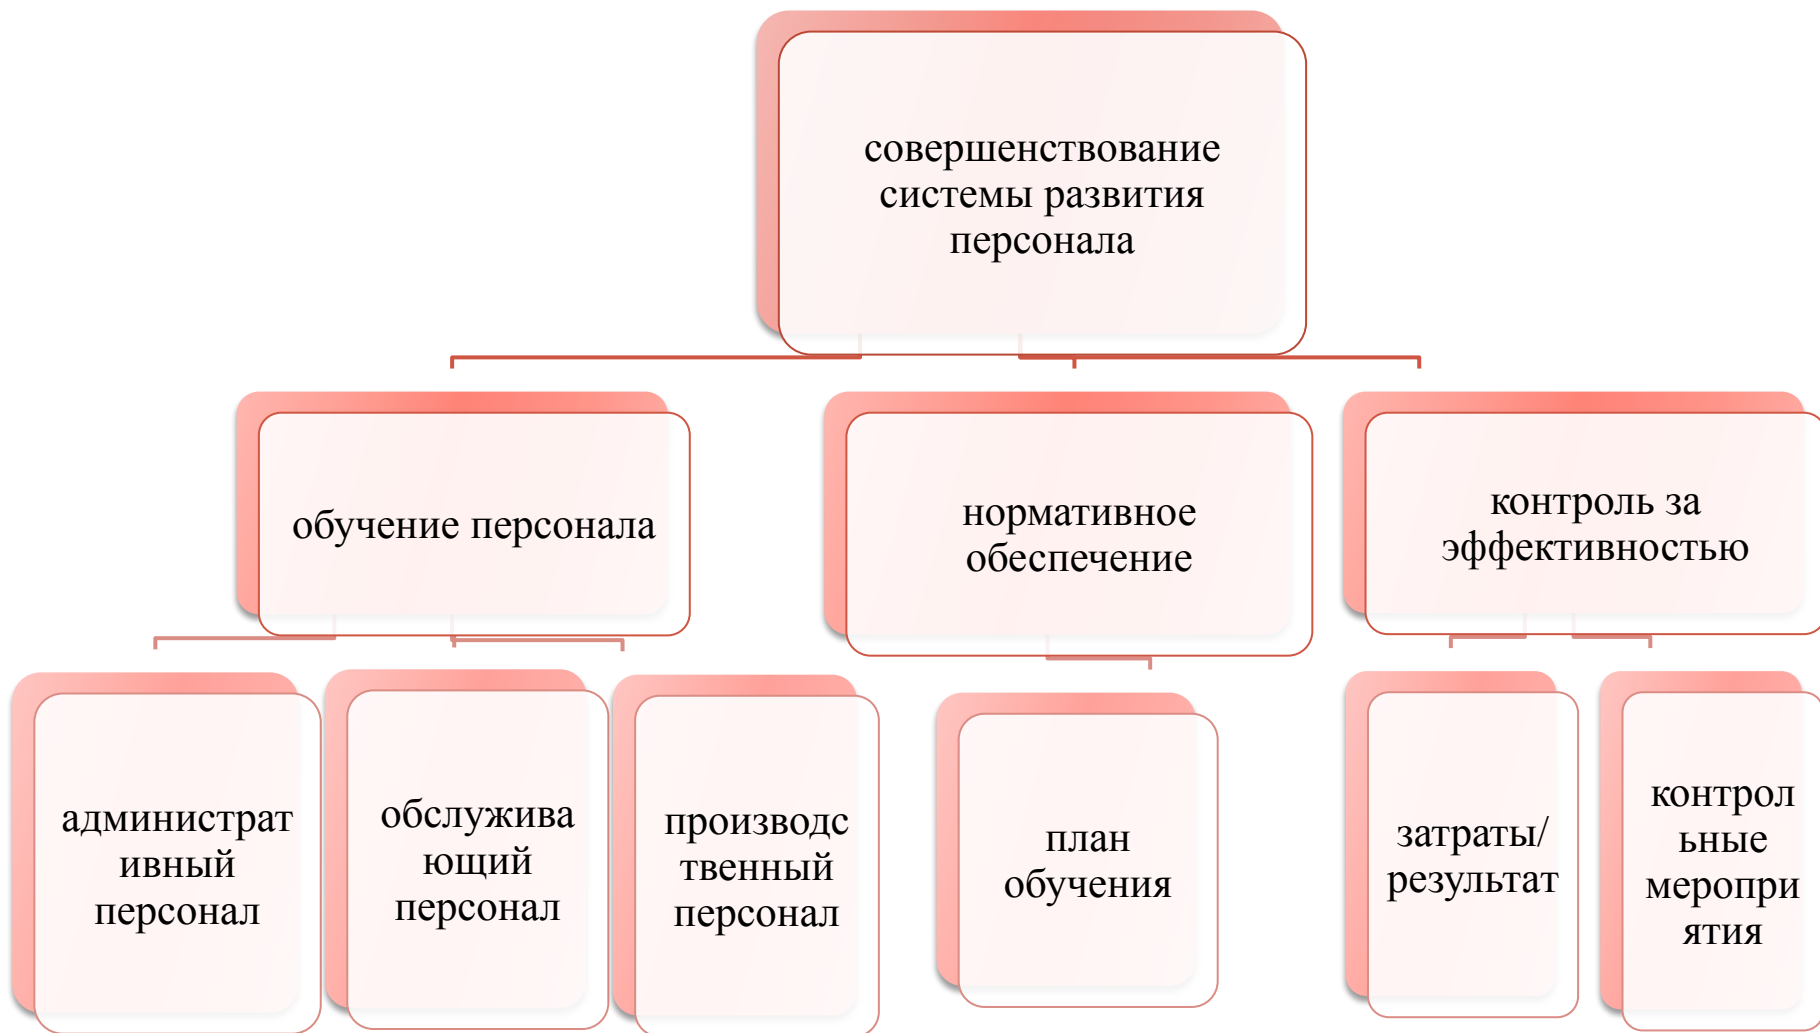 совершенствование
системы развития
персонала
обучение персонала
нормативное
обеспечение
контроль за
эффективностью
администрат
ивный
персонал
обслужива
ющий
персонал
производс
твенный
персонал
план
обучения
затраты/
результат
контрол
ьные
меропри
ятия